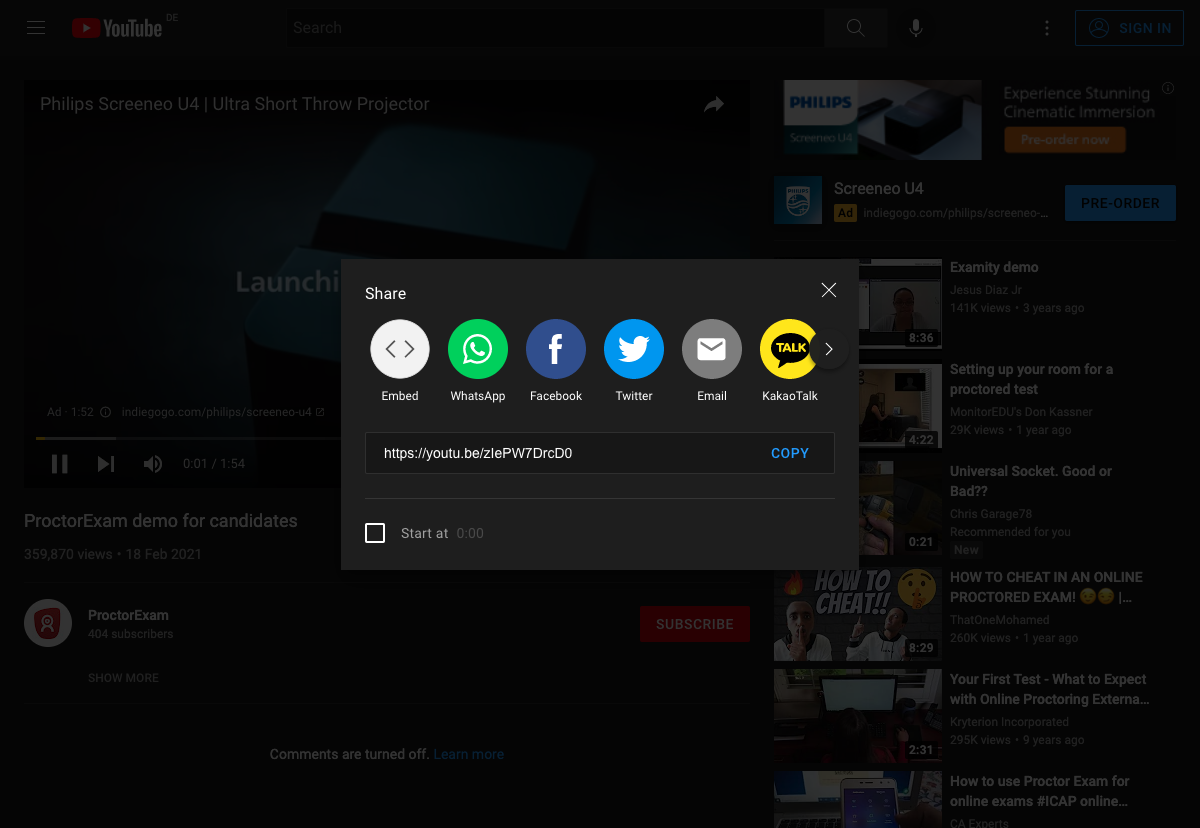 YouTube DE
Search
SIGN IN
Philips Screeneo U4 | Ultra Short Throw Projector
Launchi
Ad · 1:52
indiegogo.com/philips/screeneo-u4
0:01 / 1:54
ProctorExam demo for candidates
359,870 views • 18 Feb 2021
ProctorExam
404 subscribers
SUBSCRIBE
SHOW MORE
Comments are turned off. Learn more
Share
Embed
WhatsApp
Facebook
Twitter
Email
TALK
KakaoTalk
https://youtu.be/zIePW7DrcD0
COPY
Start at 0:00
PHILIPS
Screeneo U4
Experience Stunning
Cinematic Immersion
Pre-order now
PHILIPS
Screeneo U4
Ad indiegogo.com/philips/screeneo-...
PRE-ORDER
8:36
Examity demo
Jesus Diaz Jr
141K views • 3 years ago
4:22
Setting up your room for a
proctored test
MonitorEDU's Don Kassner
29K views • 1 year ago
0:21
Universal Socket. Good or
Bad??
Chris Garage78
Recommended for you
New
HOW TO
CHEAT!!
8:29
HOW TO CHEAT IN AN ONLINE
PROCTORED EXAM! 😉😏 |...
ThatOneMohamed
260K views • 1 year ago
2:31
Your First Test - What to Expect
with Online Proctoring Externa...
Kryterion Incorporated
295K views • 9 years ago
How to use Proctor Exam for
online exams #ICAP online...
CA Experts